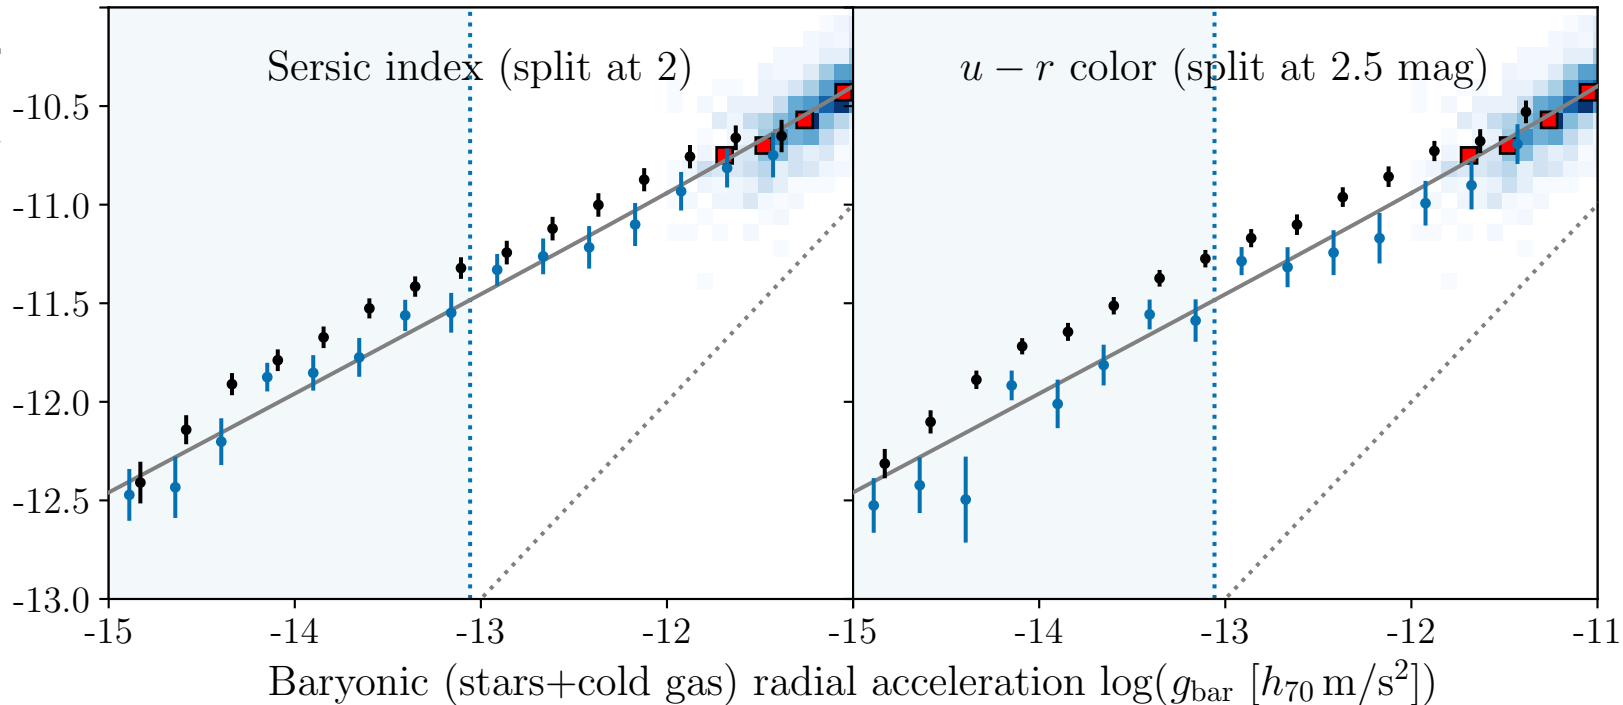 Sersic index (split at 2)
u − r color (split at 2.5 mag)
-10.5
-11.0
-11.5
-12.0
-12.5
-13.0
-15 -14 -13 -12 -15 -14 -13 -12 -11
Baryonic (stars+cold gas) radial acceleration log(g_bar [h_70 m/s²])